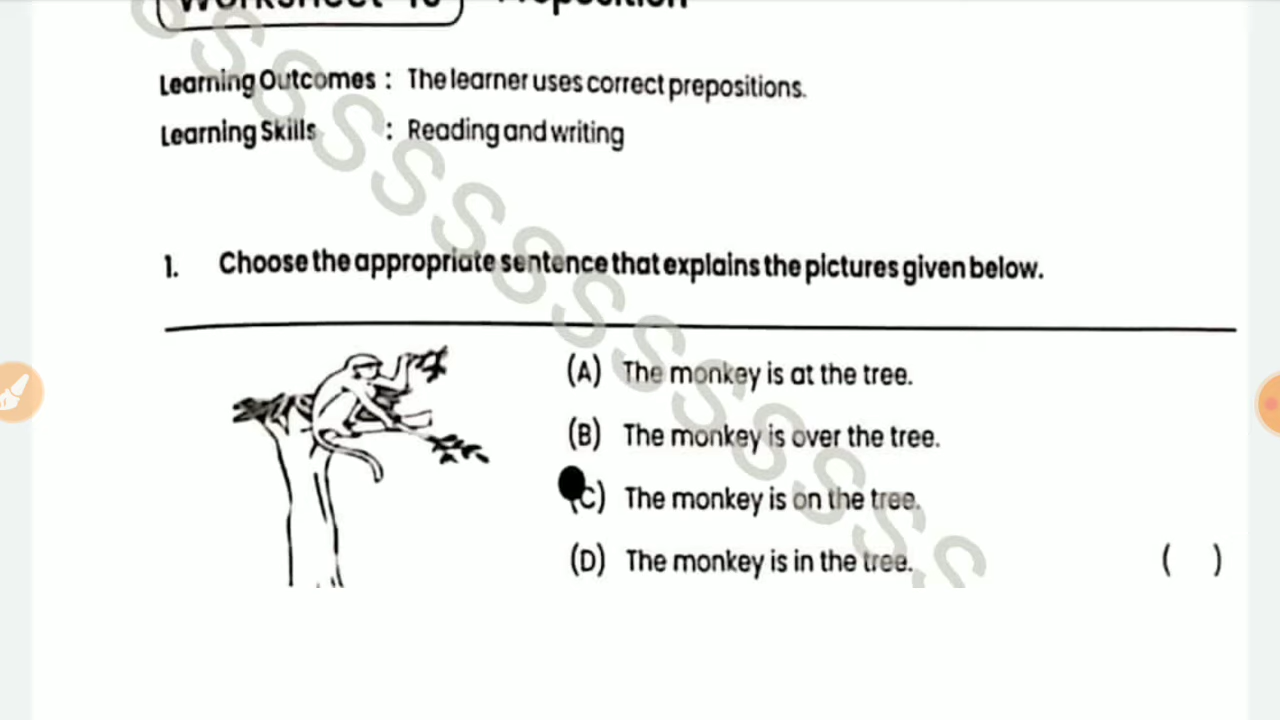 Preposition
Learning Outcomes : The learner uses correct prepositions.
Learning Skills : Reading and writing
1. Choose the appropriate sentence that explains the pictures given below.
(A) The monkey is at the tree.
(B) The monkey is over the tree.
(C) The monkey is on the tree.
(D) The monkey is in the tree. ( )
SSSSSSSSSSSSSS